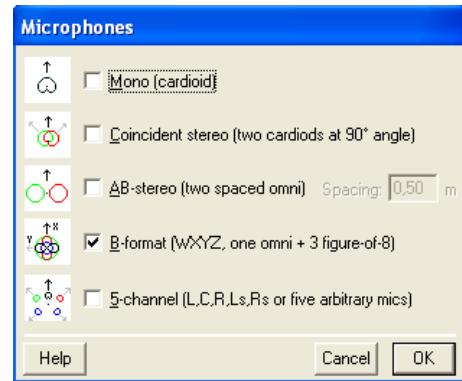 Microphones
Mono (cardioid)
Coincident stereo (two cardiods at 90° angle)
AB-stereo (two spaced omni) Spacing: 0,50 m
X
Y
B-format (WXYZ, one omni + 3 figure-of-8)
5-channel (L,C,R,Ls,Rs or five arbitrary mics)
Help Cancel OK